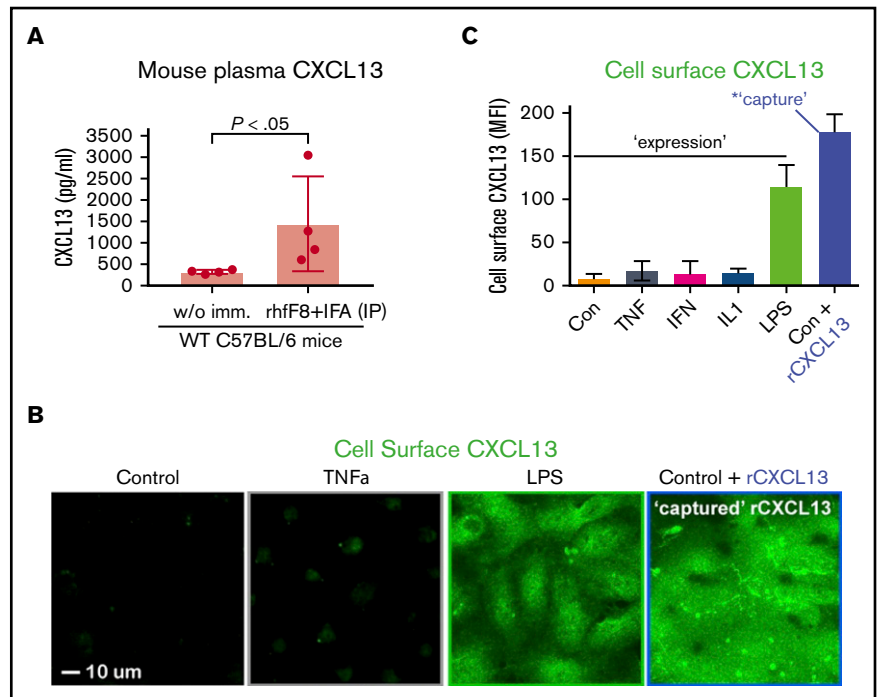 A
Mouse plasma CXCL13
P < .05
CXCL13 (pg/ml)
3500
3000
2500
2000
1500
1000
500
0
w/o imm. rhfF8+IFA (IP)
WT C57BL/6 mice
C
Cell surface CXCL13
*‘capture’
‘expression’
Cell surface CXCL13 (MFI)
200
150
100
50
0
Con
TNF
IFN
IL1
LPS
Con +
rCXCL13
B
Cell Surface CXCL13
Control
TNFa
LPS
Control + rCXCL13
‘captured’ rCXCL13
10 um